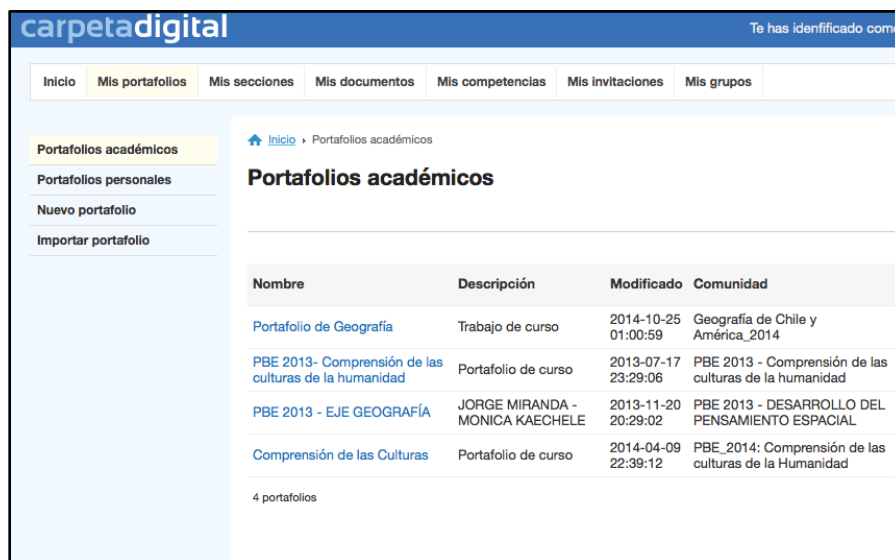 carpetadigital
Te has idenfificado como
Inicio Mis portafolios Mis secciones Mis documentos Mis competencias Mis invitaciones Mis grupos
Portafolios académicos
Portafolios personales
Nuevo portafolio
Importar portafolio
Inicio › Portafolios académicos
Portafolios académicos
Nombre Descripción Modificado Comunidad
Portafolio de Geografía Trabajo de curso 2014-10-25 Geografía de Chile y
01:00:59 América_2014
PBE 2013- Comprensión de las Portafolio de curso 2013-07-17 PBE 2013 - Comprensión de las
culturas de la humanidad 23:29:06 culturas de la humanidad
PBE 2013 - EJE GEOGRAFÍA JORGE MIRANDA - 2013-11-20 PBE 2013 - DESARROLLO DEL
MONICA KAECHELE 20:29:02 PENSAMIENTO ESPACIAL
Comprensión de las Culturas Portafolio de curso 2014-04-09 PBE_2014: Comprensión de las
22:39:12 culturas de la Humanidad
4 portafolios